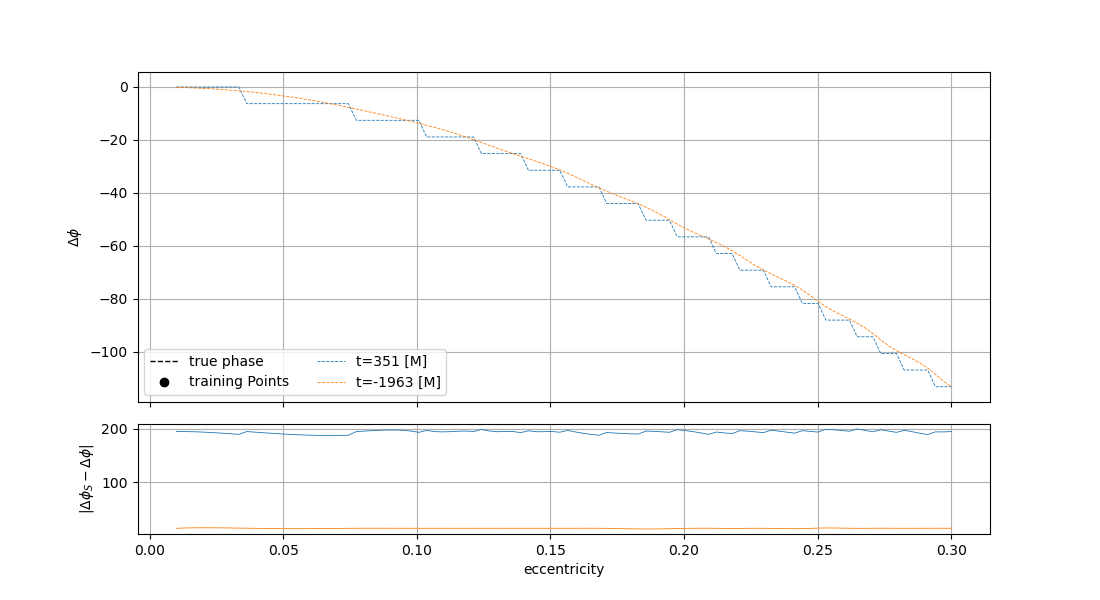 0
−20
−40
−60
−80
−100
Δϕ
true phase
training Points
t=351 [M]
t=-1963 [M]
200
100
|Δϕ_S − Δϕ|
0.00 0.05 0.10 0.15 0.20 0.25 0.30
eccentricity